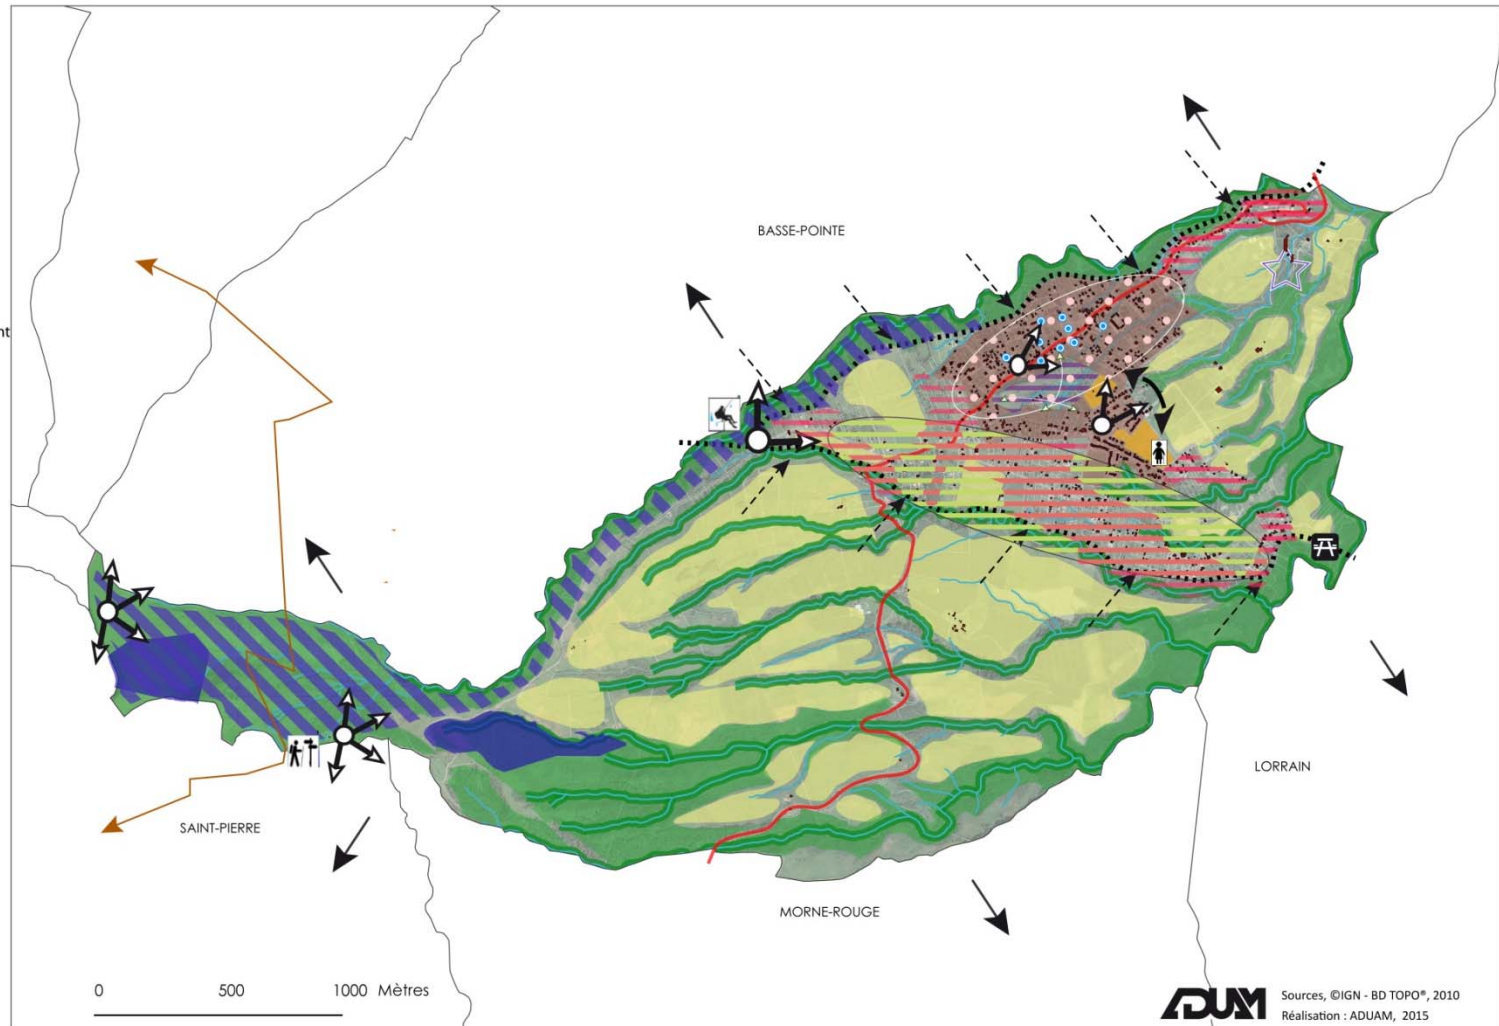 BASSE-POINTE
nt
LORRAIN
SAINT-PIERRE
MORNE-ROUGE
0 500 1000 Mètres
ADUAM
Sources, ©IGN - BD TOPO®, 2010
Réalisation : ADUAM, 2015